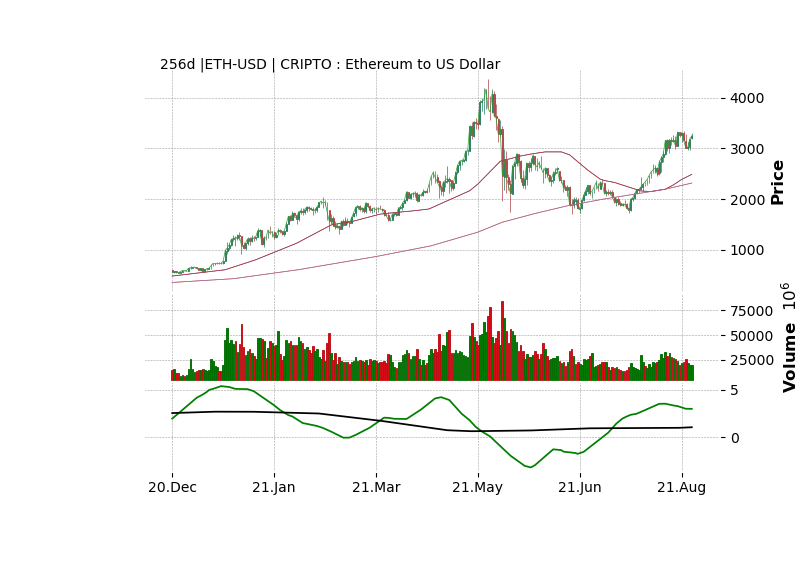 256d |ETH-USD | CRIPTO : Ethereum to US Dollar
4000
3000
2000
1000
Price
75000
50000
25000
Volume 10^6
5
0
20.Dec 21.Jan 21.Mar 21.May 21.Jun 21.Aug